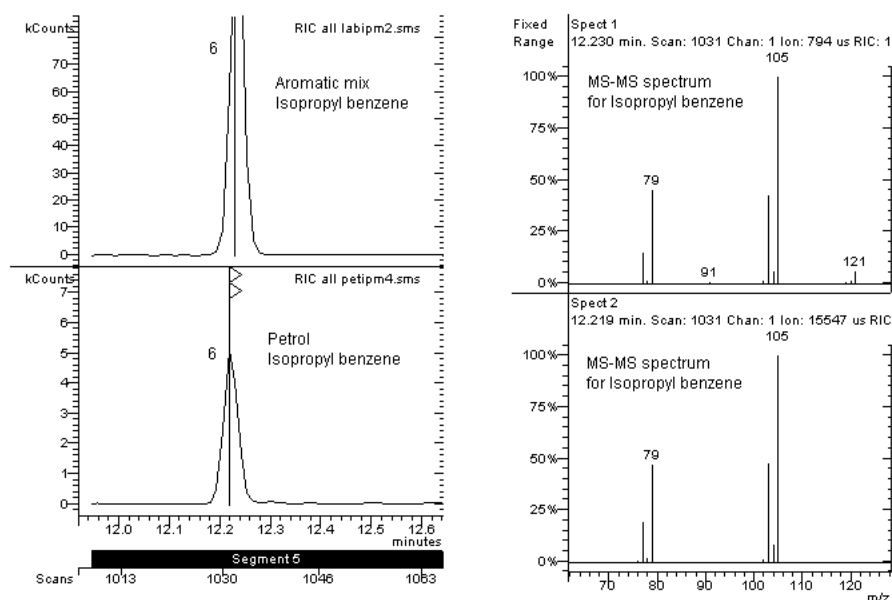 kCounts
RIC all labipm2.sms
6
Aromatic mix
Isopropyl benzene
70
60
50
40
30
20
10
0
kCounts
RIC all petipm4.sms
7
6
5
4
3
2
1
0
6
Petrol
Isopropyl benzene
12.0 12.1 12.2 12.3 12.4 12.5 12.6
minutes
Segment 5
Scans 1013 1030 1046 1063
Fixed
Range
Spect 1
12.230 min. Scan: 1031 Chan: 1 Ion: 794 us RIC: 1
105
100%
MS-MS spectrum
for Isopropyl benzene
75%
50%
79
25%
91
121
0%
Spect 2
12.219 min. Scan: 1031 Chan: 1 Ion: 15547 us RIC
105
100%
MS-MS spectrum
for Isopropyl benzene
75%
50%
79
25%
0%
70 80 90 100 110 120
m/z